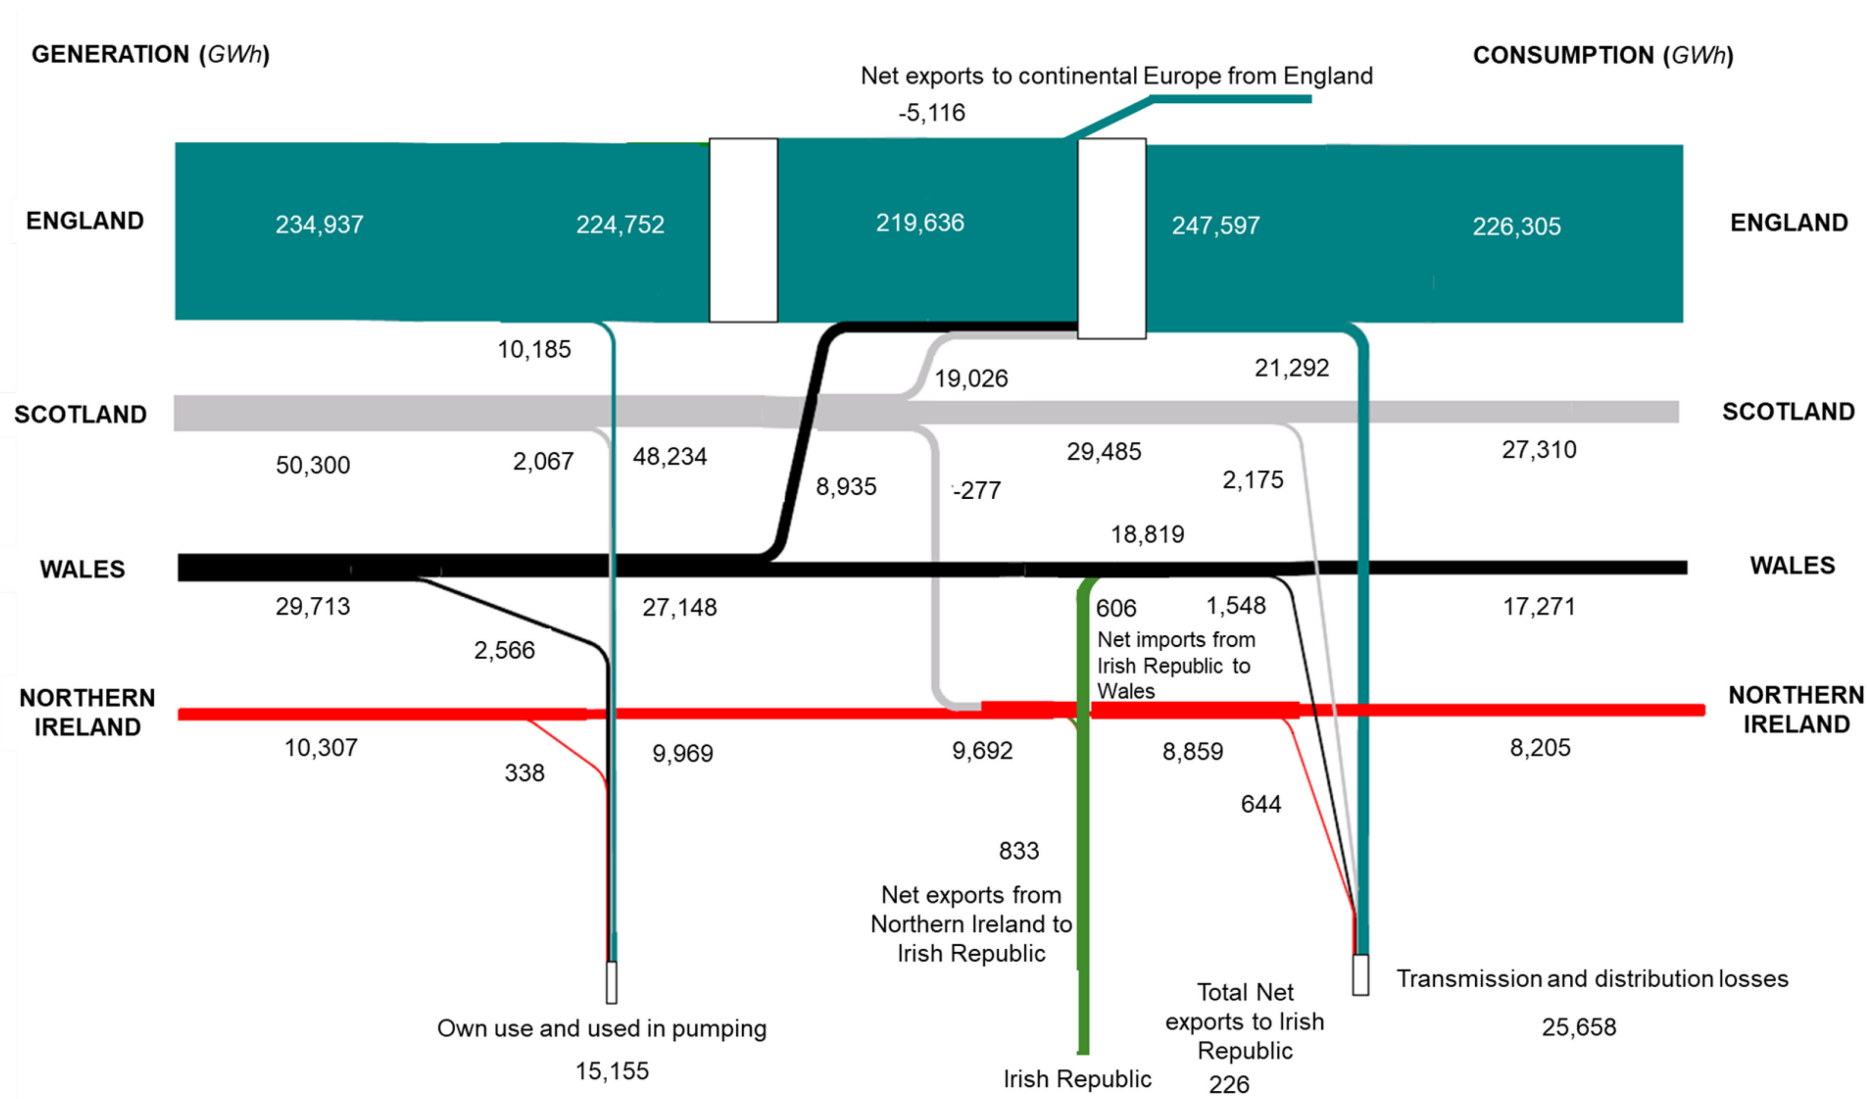 GENERATION (GWh)
CONSUMPTION (GWh)
Net exports to continental Europe from England
-5,116
ENGLAND
234,937
224,752
219,636
247,597
226,305
ENGLAND
10,185
19,026
21,292
SCOTLAND
SCOTLAND
50,300
2,067
48,234
8,935
-277
29,485
2,175
27,310
18,819
WALES
WALES
29,713
2,566
27,148
606
Net imports from
Irish Republic to
Wales
1,548
17,271
NORTHERN
IRELAND
NORTHERN
IRELAND
10,307
338
9,969
9,692
8,859
644
8,205
833
Net exports from
Northern Ireland to
Irish Republic
Own use and used in pumping
15,155
Irish Republic
Total Net
exports to Irish
Republic
226
Transmission and distribution losses
25,658